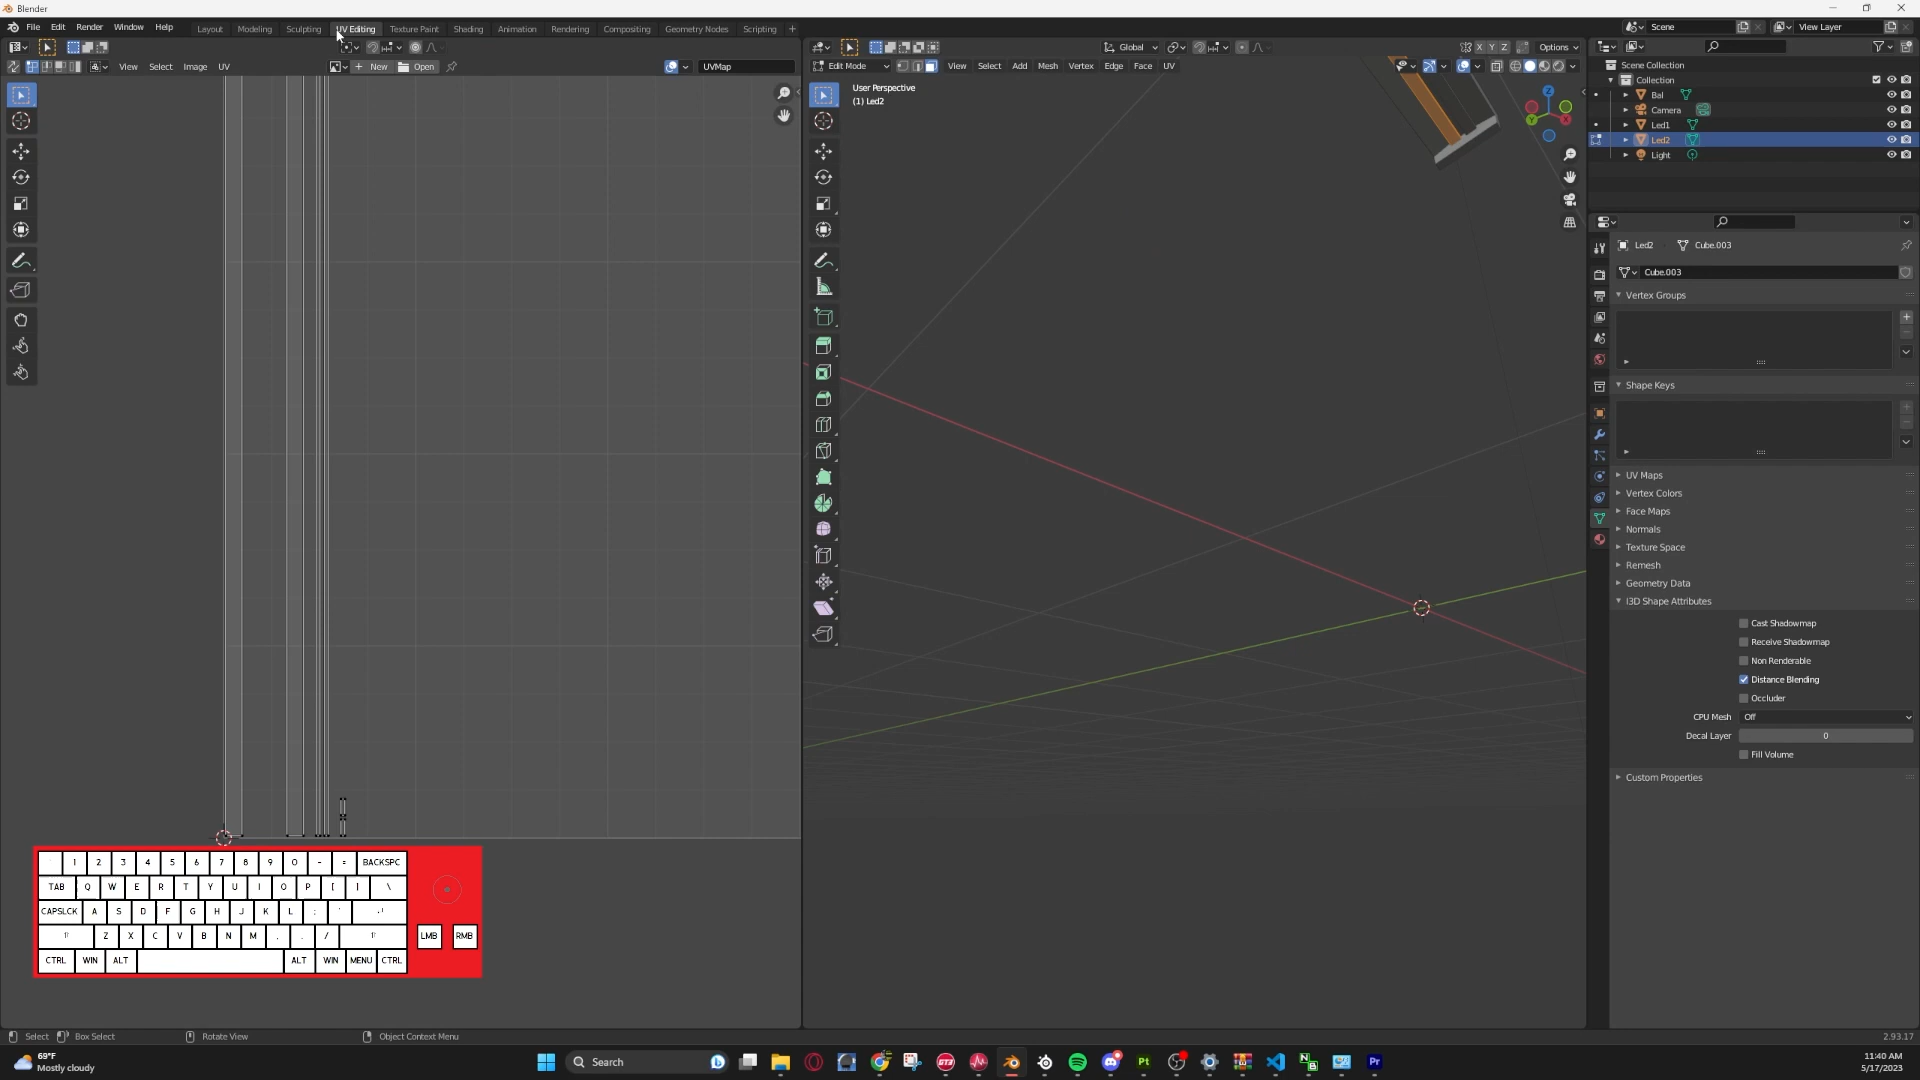 Blender
File Edit Render Window Help
Layout Modeling Sculpting UV Editing Texture Paint Shading Animation Rendering Compositing Geometry Nodes Scripting +
Scene
View Layer
Global
X Y Z
Options
View Select Image UV
+ New Open
UVMap
Edit Mode
View Select Add Mesh Vertex Edge Face UV
User Perspective
(1) Led2
Z
Y
Scene Collection
Collection
Bal
Camera
Led1
Led2
Light
Led2 Cube.003
Cube.003
Vertex Groups
Shape Keys
UV Maps
Vertex Colors
Face Maps
Normals
Texture Space
Remesh
Geometry Data
I3D Shape Attributes
Cast Shadowmap
Receive Shadowmap
Non Renderable
Distance Blending
Occluder
CPU Mesh Off
Decal Layer 0
Fill Volume
Custom Properties
1 2 3 4 5 6 7 8 9 0 - = BACKSPC
TAB Q W E R T Y U I O P [ ] \
CAPSLCK A S D F G H J K L ; '
Z X C V B N M . . /
LMB RMB
CTRL WIN ALT ALT WIN MENU CTRL
Select Box Select Rotate View Object Context Menu
2.93.17
69°F
Mostly cloudy
Search
Pt
Pr
11:40 AM
5/17/2023